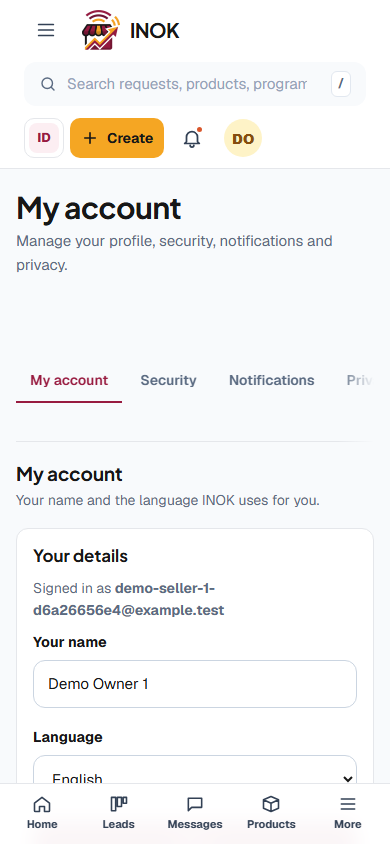 INOK
Search requests, products, program
/
ID
+ Create
DO
My account
Manage your profile, security, notifications and
privacy.
My account
Security
Notifications
Priv
My account
Your name and the language INOK uses for you.
Your details
Signed in as demo-seller-1-
d6a26656e4@example.test
Your name
Demo Owner 1
Language
English
Home
Leads
Messages
Products
More